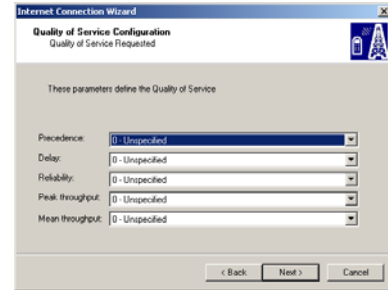 Internet Connection Wizard
Quality of Service Configuration
Quality of Service Requested
These parameters define the Quality of Service
Precedence: 0 - Unspecified
Delay: 0 - Unspecified
Reliability: 0 - Unspecified
Peak throughput: 0 - Unspecified
Mean throughput: 0 - Unspecified
< Back Next > Cancel